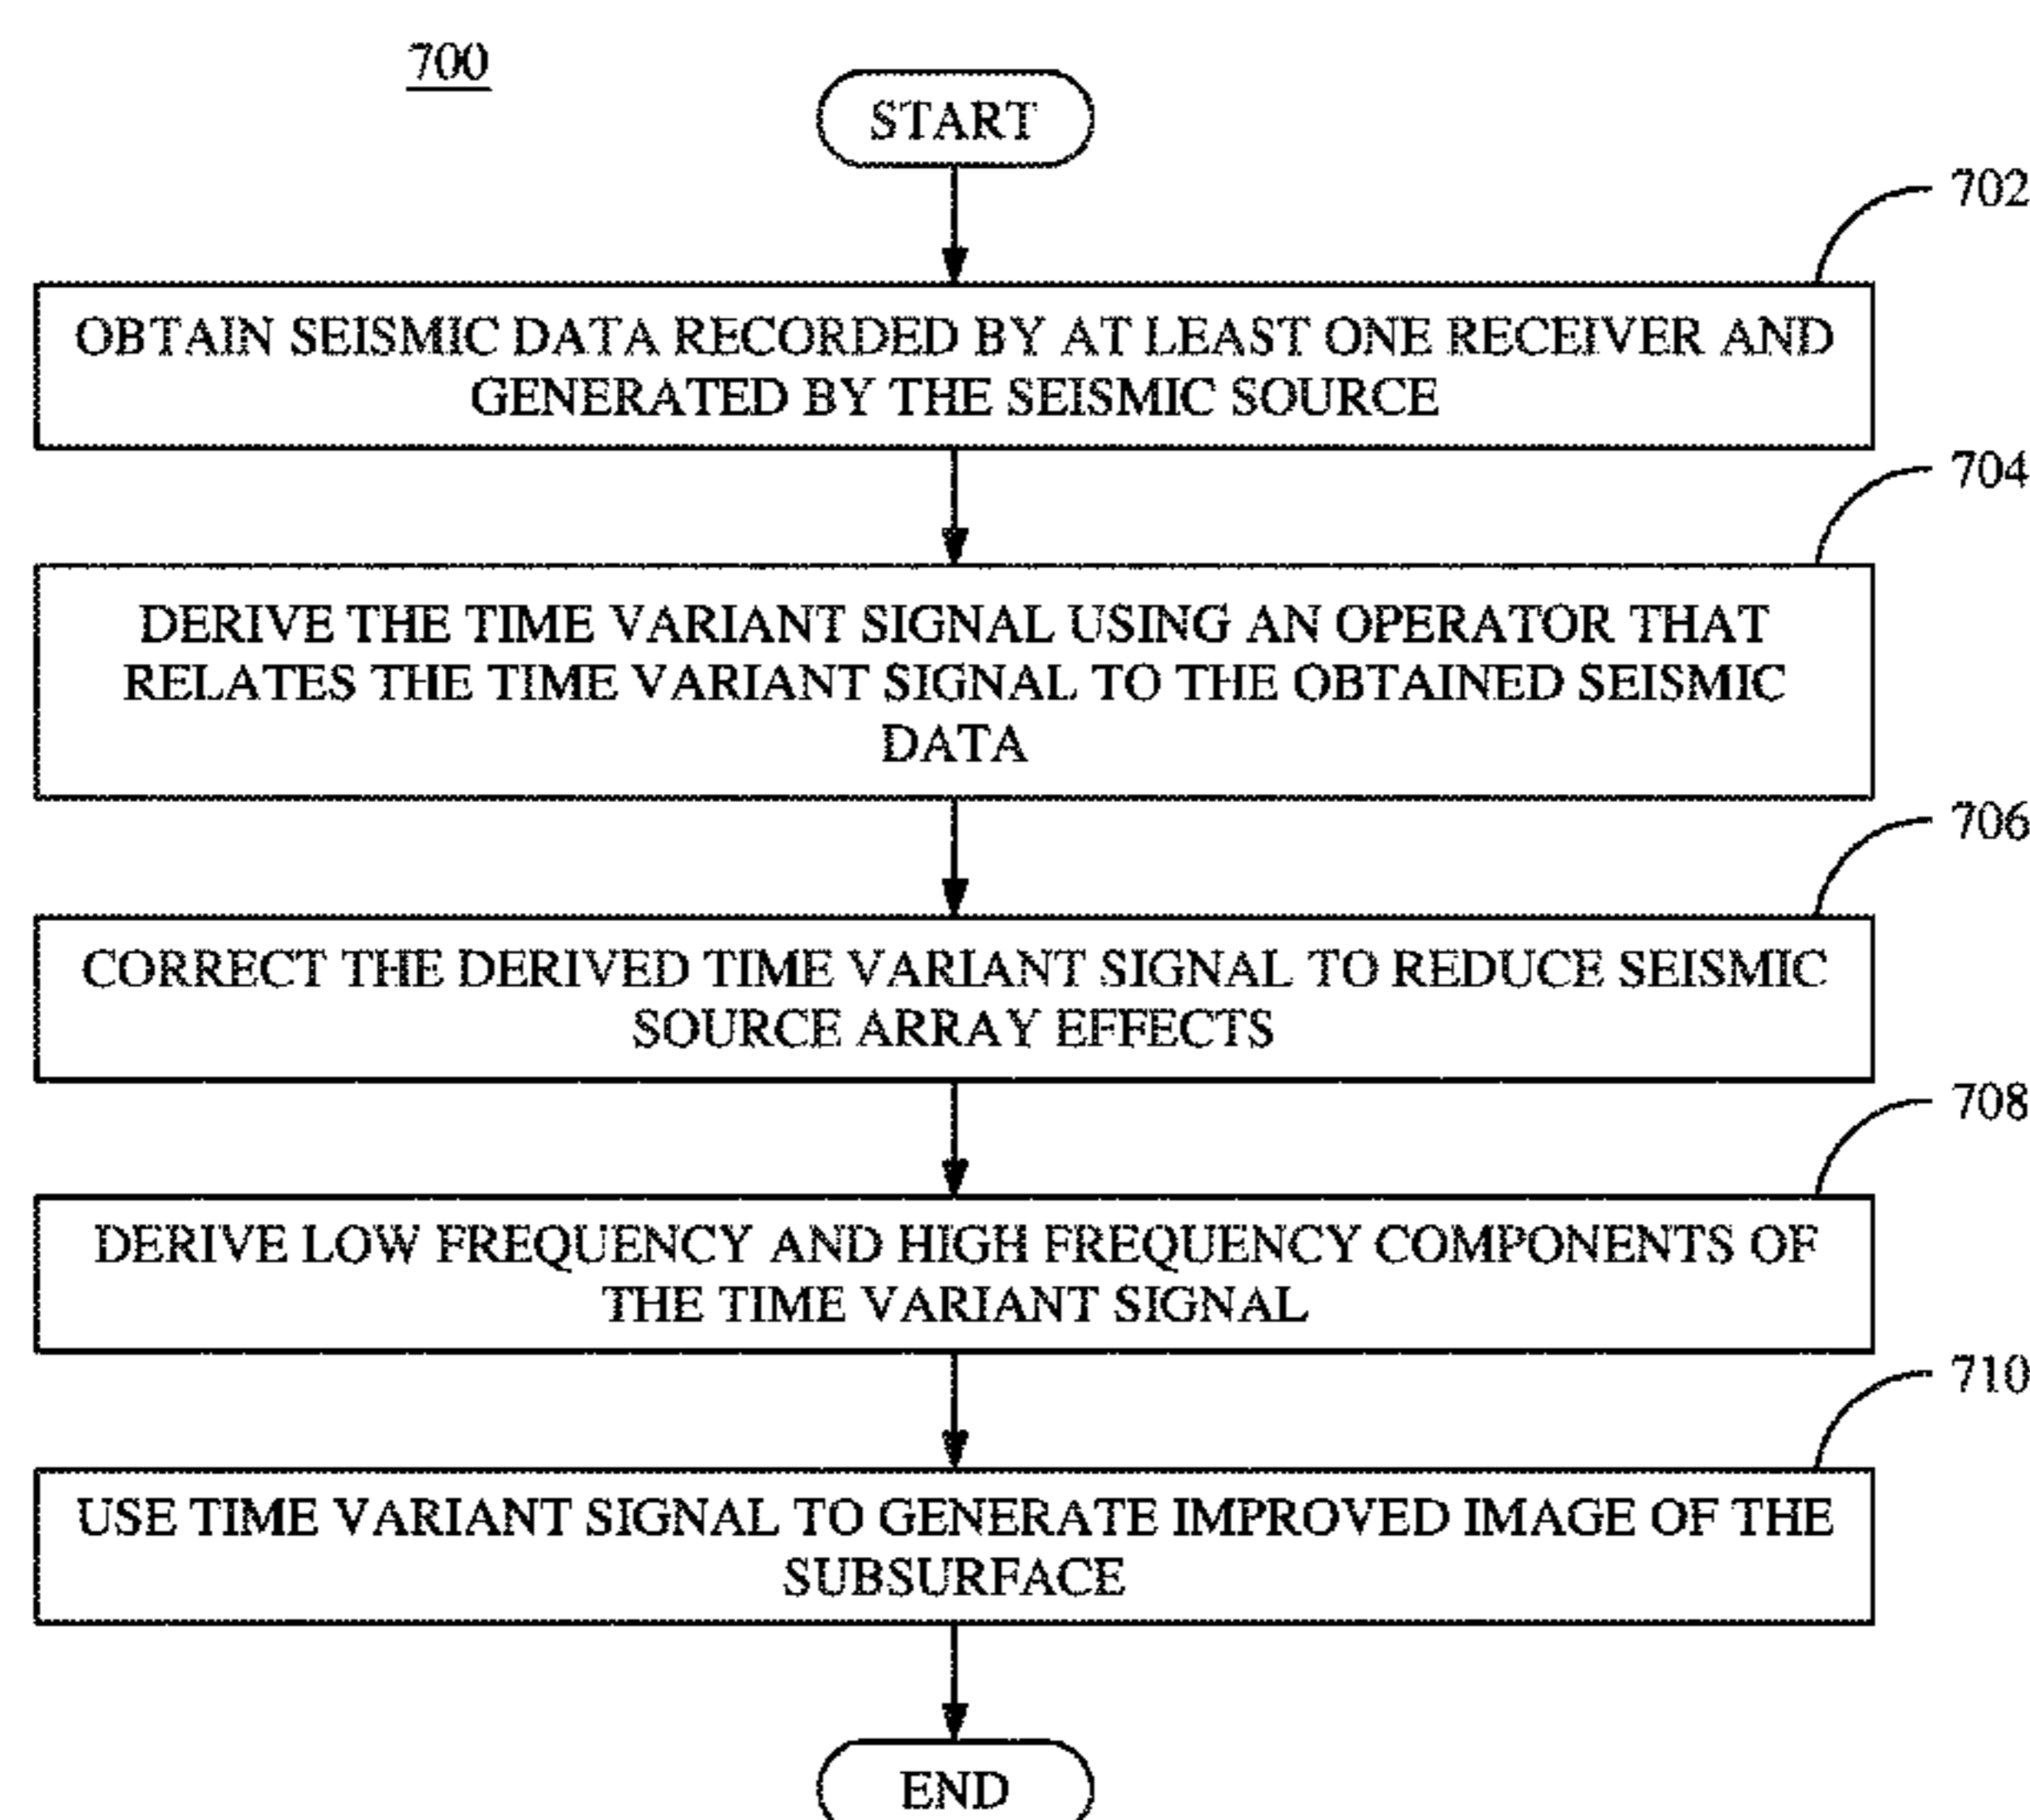 700
START
702
OBTAIN SEISMIC DATA RECORDED BY AT LEAST ONE RECEIVER AND
GENERATED BY THE SEISMIC SOURCE
704
DERIVE THE TIME VARIANT SIGNAL USING AN OPERATOR THAT
RELATES THE TIME VARIANT SIGNAL TO THE OBTAINED SEISMIC
DATA
706
CORRECT THE DERIVED TIME VARIANT SIGNAL TO REDUCE SEISMIC
SOURCE ARRAY EFFECTS
708
DERIVE LOW FREQUENCY AND HIGH FREQUENCY COMPONENTS OF
THE TIME VARIANT SIGNAL
710
USE TIME VARIANT SIGNAL TO GENERATE IMPROVED IMAGE OF THE
SUBSURFACE
END